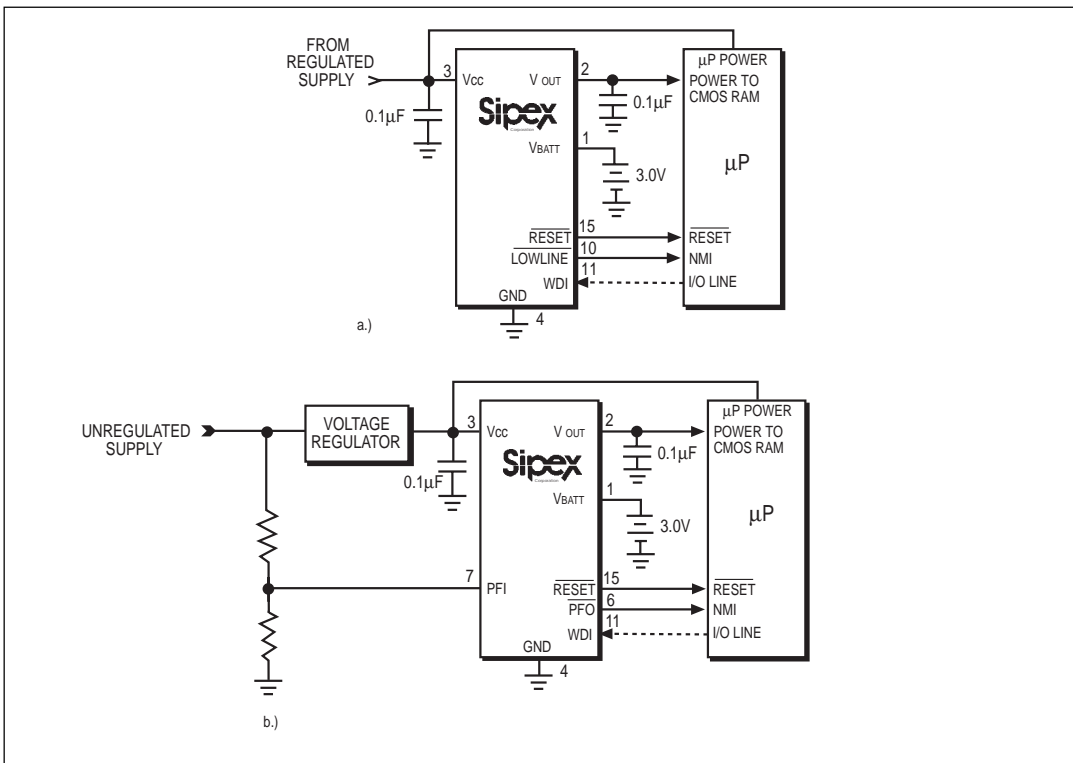 FROM
REGULATED
SUPPLY
3
VCC
V OUT
2
0.1µF
0.1µF
Sipex
Corporation
1
VBATT
3.0V
µP POWER
POWER TO
CMOS RAM
µP
RESET
15
RESET
LOWLINE
10
NMI
WDI
11
I/O LINE
GND
4
a.)
UNREGULATED
SUPPLY
VOLTAGE
REGULATOR
3
VCC
V OUT
2
0.1µF
0.1µF
Sipex
Corporation
1
VBATT
3.0V
µP POWER
POWER TO
CMOS RAM
µP
7
PFI
RESET
15
RESET
PFO
6
NMI
WDI
11
I/O LINE
GND
4
b.)